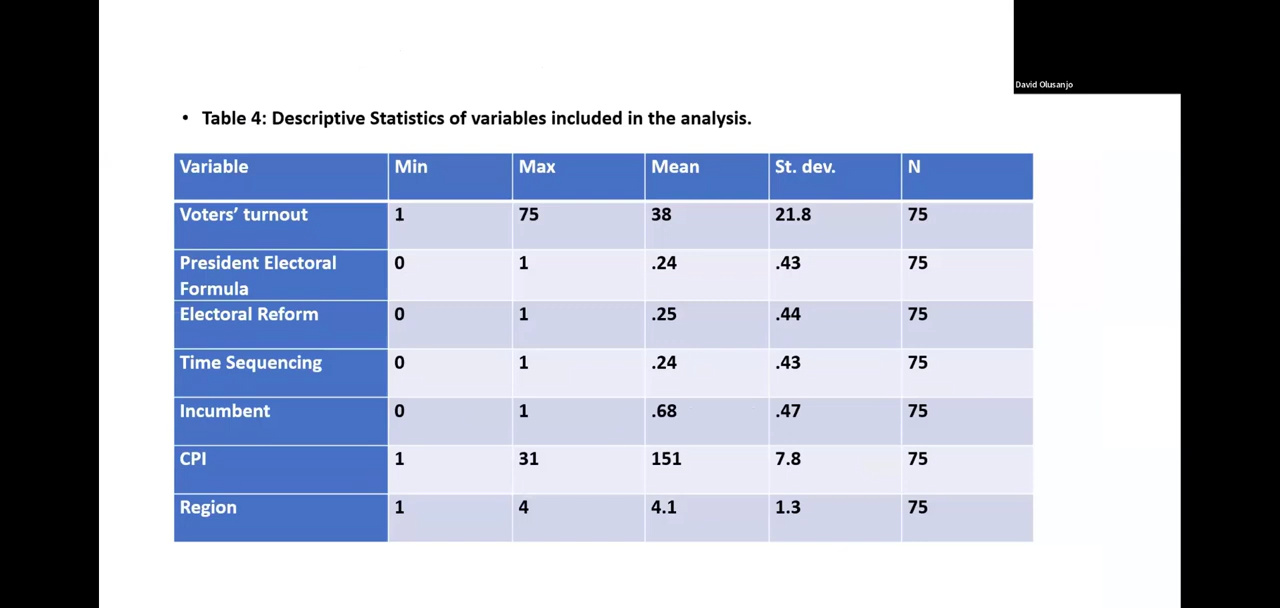 David Olusanjo
• Table 4: Descriptive Statistics of variables included in the analysis.
Variable Min Max Mean St. dev. N
Voters’ turnout 1 75 38 21.8 75
President Electoral
Formula 0 1 .24 .43 75
Electoral Reform 0 1 .25 .44 75
Time Sequencing 0 1 .24 .43 75
Incumbent 0 1 .68 .47 75
CPI 1 31 151 7.8 75
Region 1 4 4.1 1.3 75